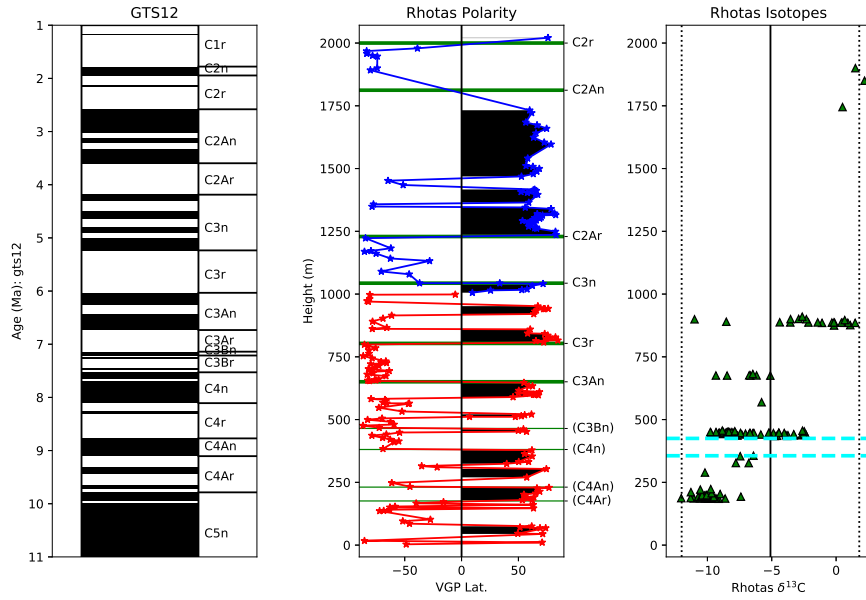 GTS12
Rhotas Polarity
Rhotas Isotopes
Age (Ma): gts12
1
2
3
4
5
6
7
8
9
10
11
C1r
C2n
C2r
C2An
C2Ar
C3n
C3r
C3An
C3Ar
C3Bn
C3Br
C4n
C4r
C4An
C4Ar
C5n
Height (m)
2000
1750
1500
1250
1000
750
500
250
0
−50
0
50
VGP Lat.
C2r
C2An
C2Ar
C3n
C3r
C3An
(C3Bn)
(C4n)
(C4An)
(C4Ar)
2000
1750
1500
1250
1000
750
500
250
0
−10
−5
0
Rhotas δ13C